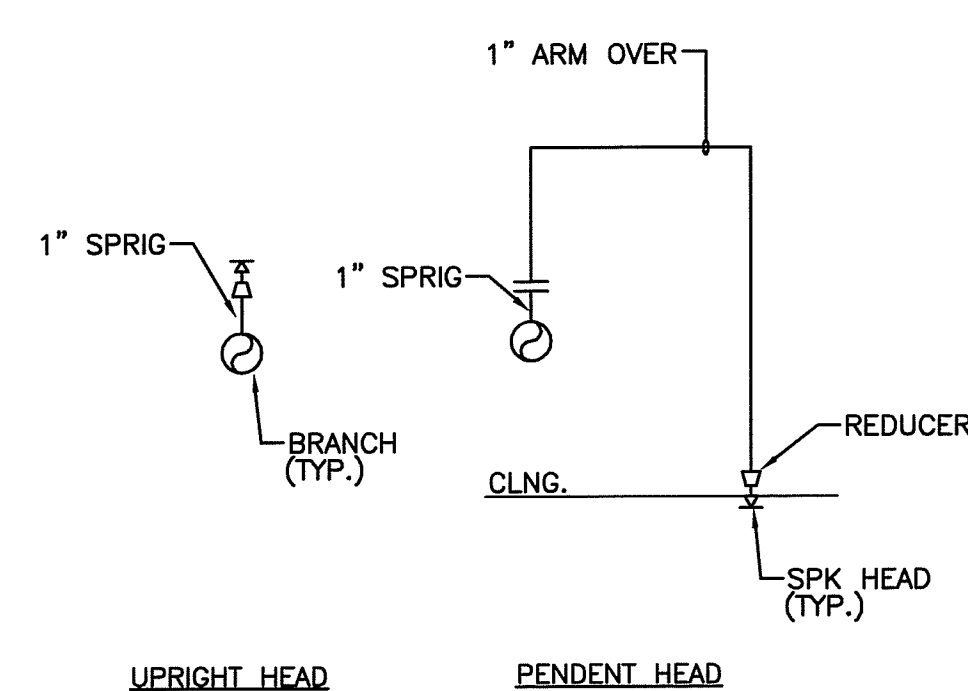 1" ARM OVER
1" SPRIG
1" SPRIG
BRANCH
(TYP.)
REDUCER
CLNG.
SPK HEAD
(TYP.)
UPRIGHT HEAD
PENDENT HEAD